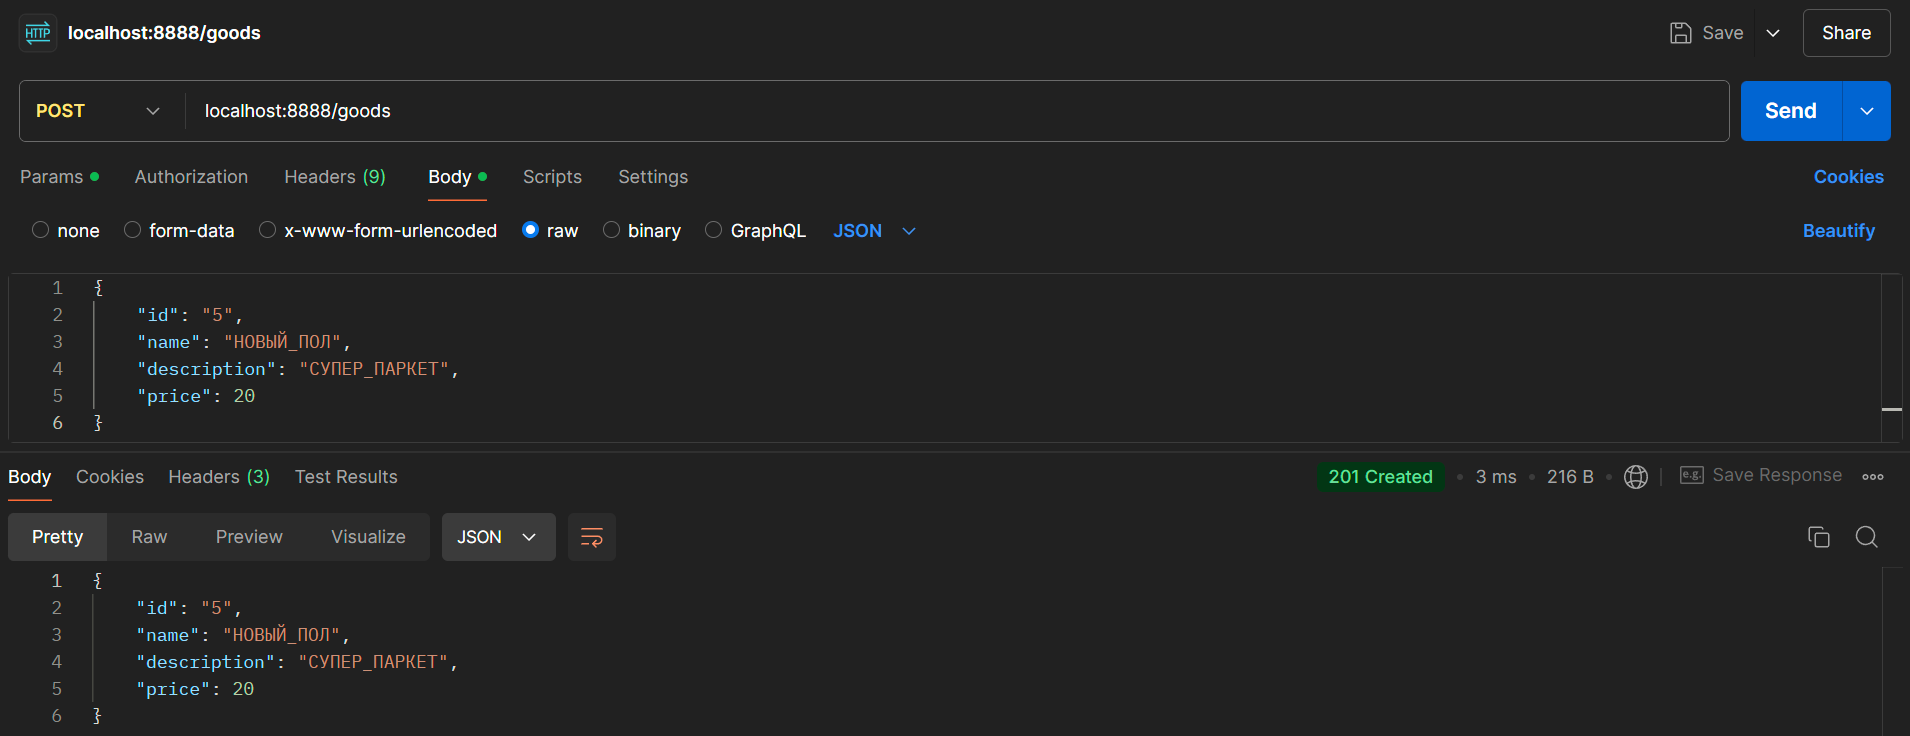 HTTP localhost:8888/goods Save Share
POST localhost:8888/goods Send
Params Authorization Headers (9) Body Scripts Settings Cookies
none form-data x-www-form-urlencoded raw binary GraphQL JSON Beautify
1 {
2 "id": "5",
3 "name": "НОВЫЙ_ПОЛ",
4 "description": "СУПЕР_ПАРКЕТ",
5 "price": 20
6 }
Body Cookies Headers (3) Test Results 201 Created • 3 ms • 216 B • e.g. Save Response
Pretty Raw Preview Visualize JSON
1 {
2 "id": "5",
3 "name": "НОВЫЙ_ПОЛ",
4 "description": "СУПЕР_ПАРКЕТ",
5 "price": 20
6 }